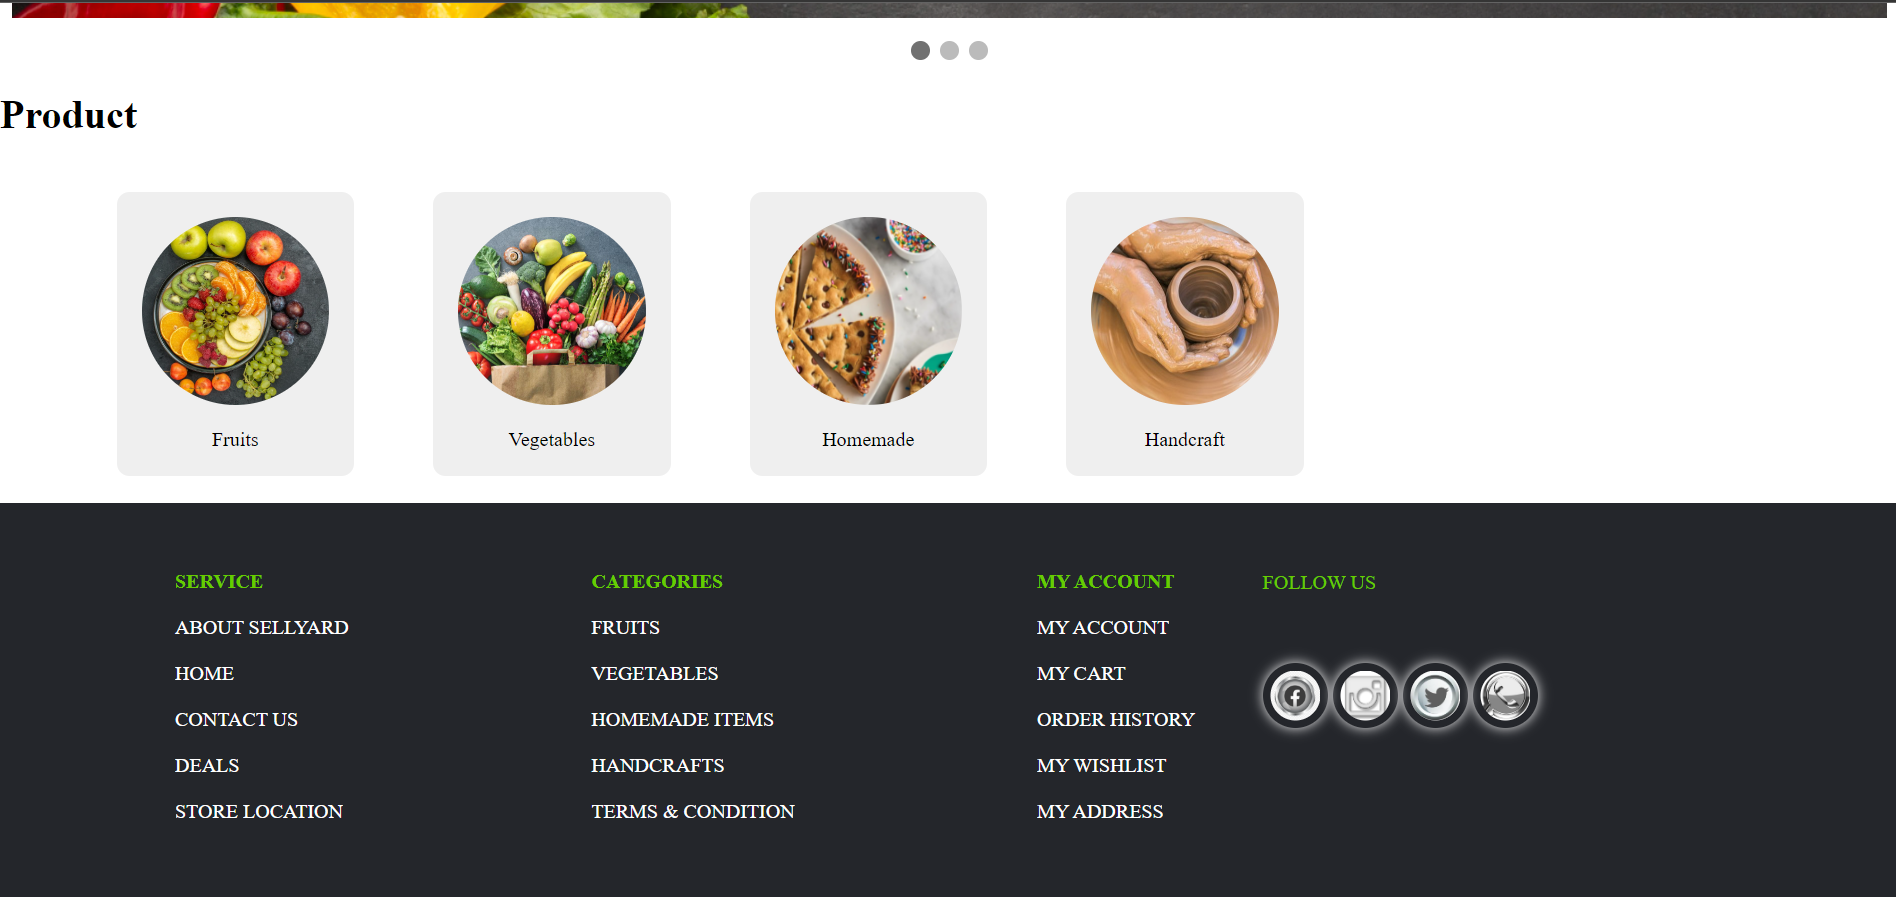 Product
Fruits
Vegetables
Homemade
Handcraft
SERVICE
ABOUT SELLYARD
HOME
CONTACT US
DEALS
STORE LOCATION
CATEGORIES
FRUITS
VEGETABLES
HOMEMADE ITEMS
HANDCRAFTS
TERMS & CONDITION
MY ACCOUNT
MY ACCOUNT
MY CART
ORDER HISTORY
MY WISHLIST
MY ADDRESS
FOLLOW US